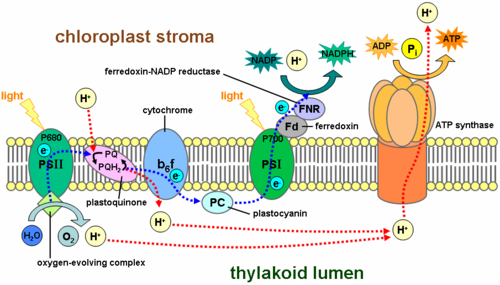 chloroplast stroma
H⁺
ADP
Pi
ATP
NADP
H⁺
NADPH
ferredoxin-NADP reductase
light
H⁺
cytochrome
light
e⁻
FNR
Fd
ferredoxin
ATP synthase
P680
e⁻
PSII
PQ
PQH₂
b₆f
e⁻
P700
PSI
e⁻
plastoquinone
PC
plastocyanin
H₂O
O₂
H⁺
H⁺
H⁺
oxygen-evolving complex
thylakoid lumen